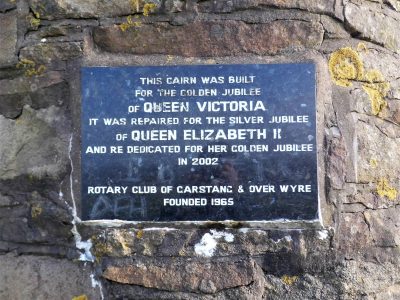 THIS CAIRN WAS BUILT
FOR THE GOLDEN JUBILEE
OF QUEEN VICTORIA
IT WAS REPAIRED FOR THE SILVER JUBILEE
OF QUEEN ELIZABETH II
AND RE DEDICATED FOR HER GOLDEN JUBILEE
IN 2002
ROTARY CLUB OF GARSTANG & OVER WYRE
FOUNDED 1965